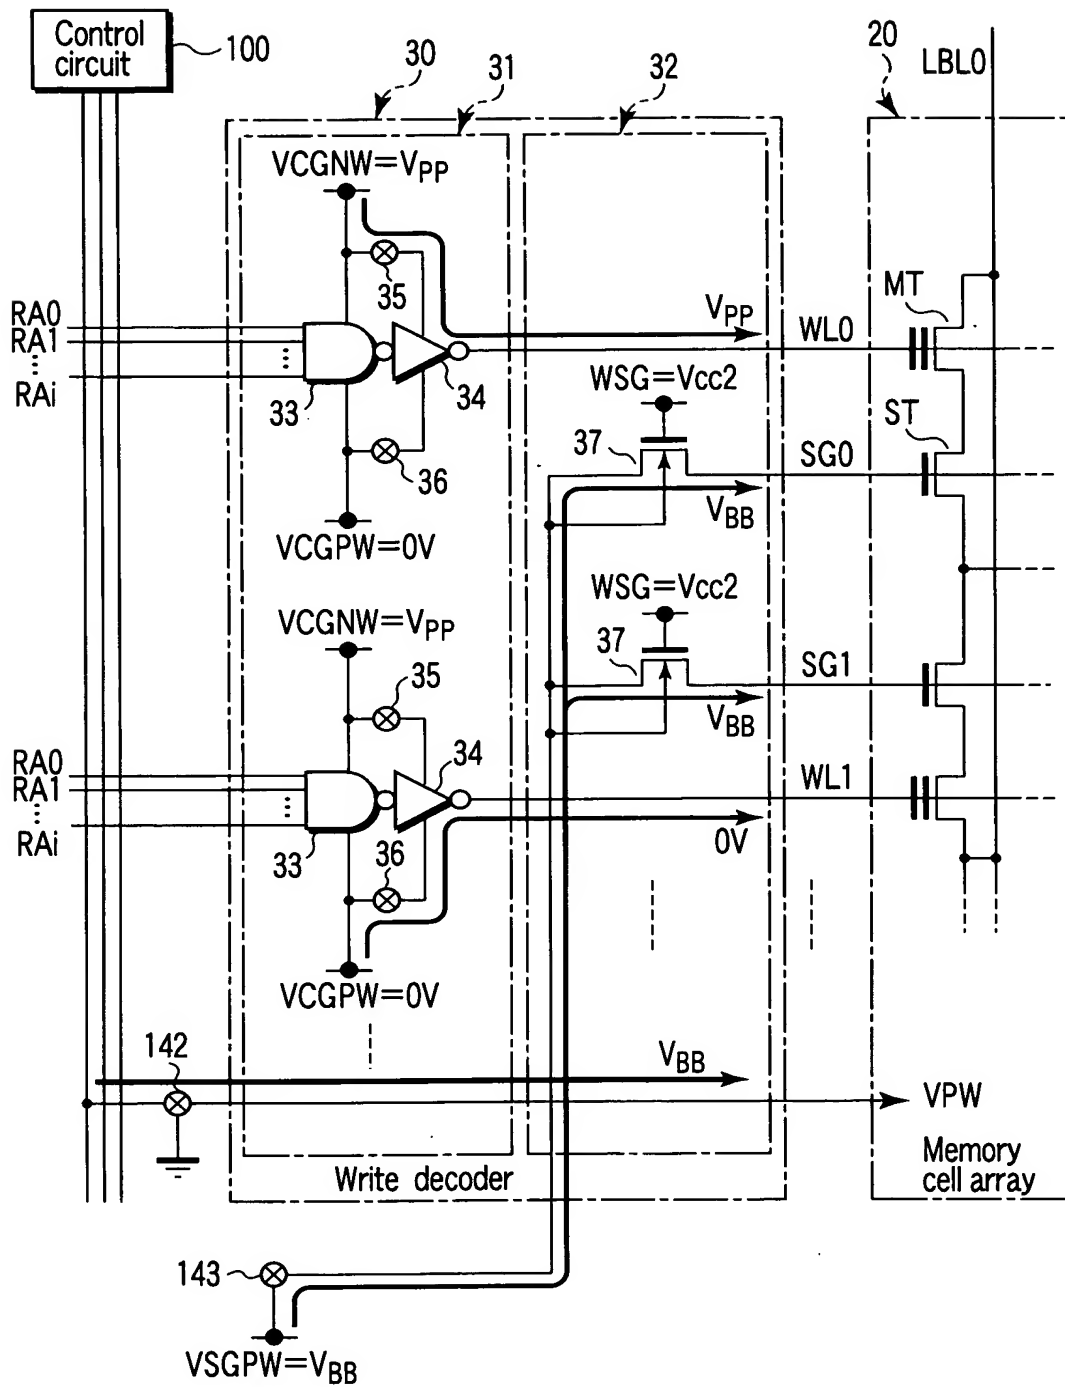 Control
circuit
100
30
31
32
20
LBL0
VCGNW=VPP
35
MT
RA0
RA1
RAi
VPP
WL0
33
34
WSG=Vcc2
ST
37
SG0
36
VBB
VCGPW=0V
WSG=Vcc2
VCGNW=VPP
37
SG1
35
VBB
34
RA0
RA1
RAi
WL1
33
36
0V
VCGPW=0V
142
VBB
VPW
Write decoder
Memory
cell array
143
VSGPW=VBB